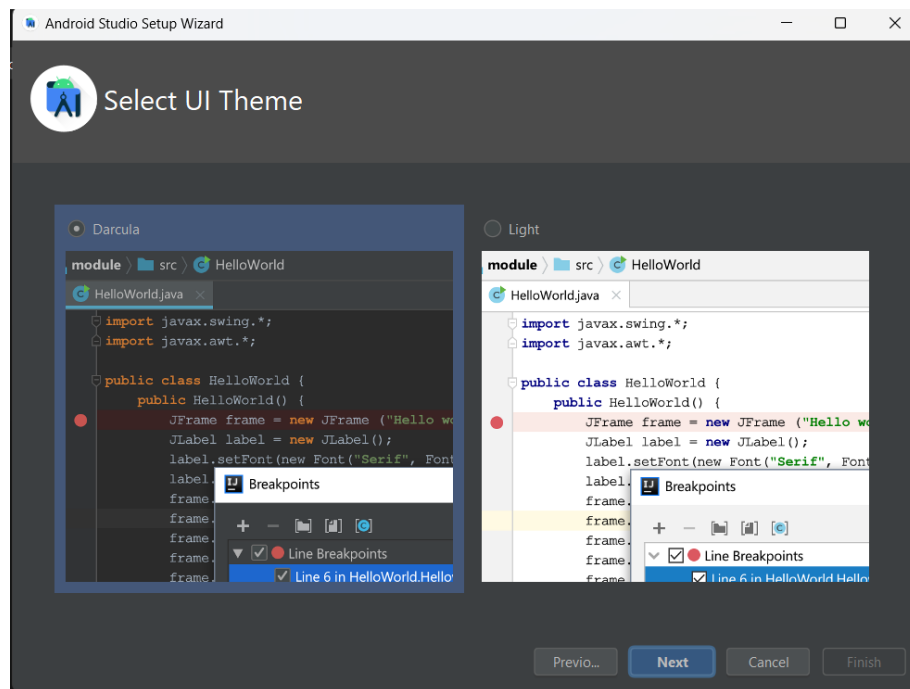 Android Studio Setup Wizard
Select UI Theme
Darcula
module src HelloWorld
HelloWorld.java
import javax.swing.*;
import javax.awt.*;
public class HelloWorld {
public HelloWorld() {
JFrame frame = new JFrame ("Hello wo
JLabel label = new JLabel();
label.setFont(new Font("Serif", Font
label.
frame.
frame.
frame.
frame.
frame.
Breakpoints
Line Breakpoints
Line 6 in HelloWorld.Hello
Light
module src HelloWorld
HelloWorld.java
import javax.swing.*;
import javax.awt.*;
public class HelloWorld {
public HelloWorld() {
JFrame frame = new JFrame ("Hello wo
JLabel label = new JLabel();
label.setFont(new Font("Serif", Font
label.
frame.
frame.
frame.
frame.
frame
Breakpoints
Line Breakpoints
Line 6 in HelloWorld.Hello
Previo...
Next
Cancel
Finish